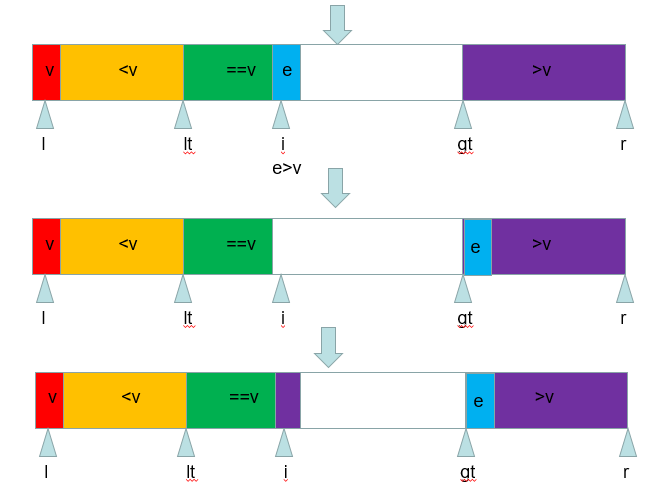 v <v ==v e >v
l lt i gt r
e>v
v <v ==v e >v
l lt i gt r
v <v ==v e >v
l lt i gt r